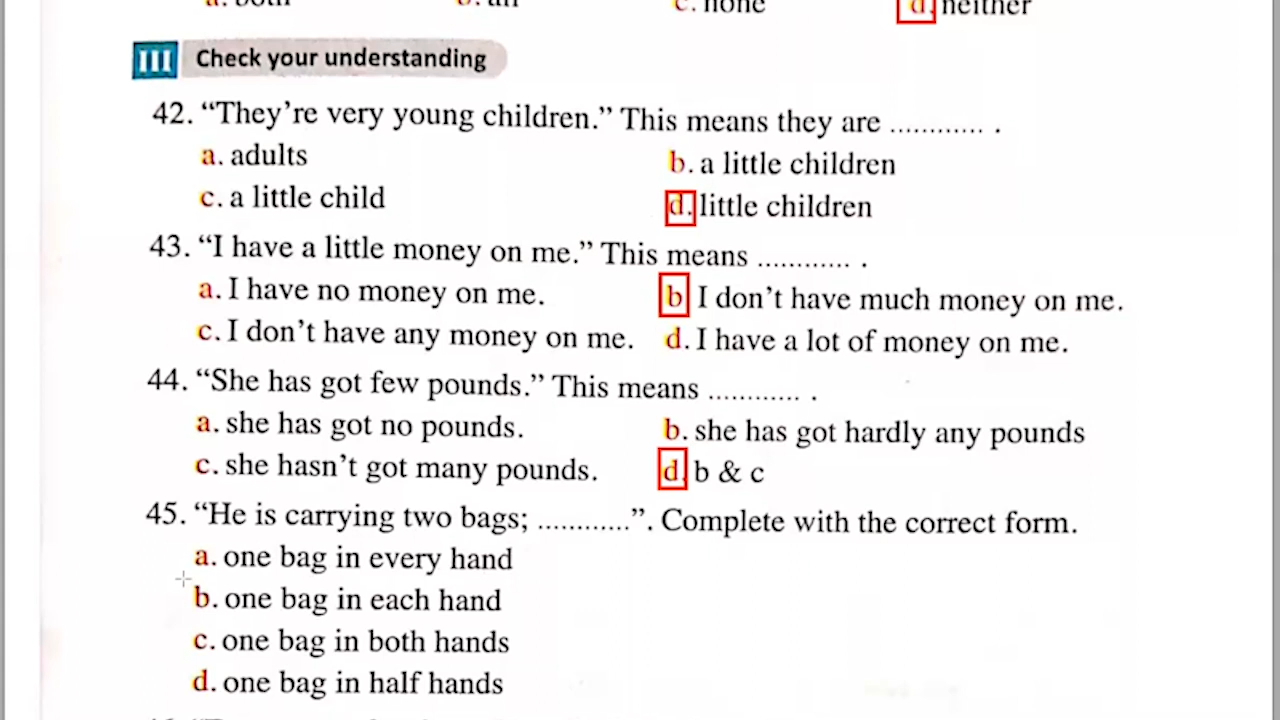 a. both b. all c. none d. neither
III Check your understanding
42. “They’re very young children.” This means they are ............ .
a. adults b. a little children
c. a little child d. little children
43. “I have a little money on me.” This means ............ .
a. I have no money on me. b I don’t have much money on me.
c. I don’t have any money on me. d. I have a lot of money on me.
44. “She has got few pounds.” This means ............ .
a. she has got no pounds. b. she has got hardly any pounds
c. she hasn’t got many pounds. d. b & c
45. “He is carrying two bags; ............”. Complete with the correct form.
a. one bag in every hand
b. one bag in each hand
c. one bag in both hands
d. one bag in half hands